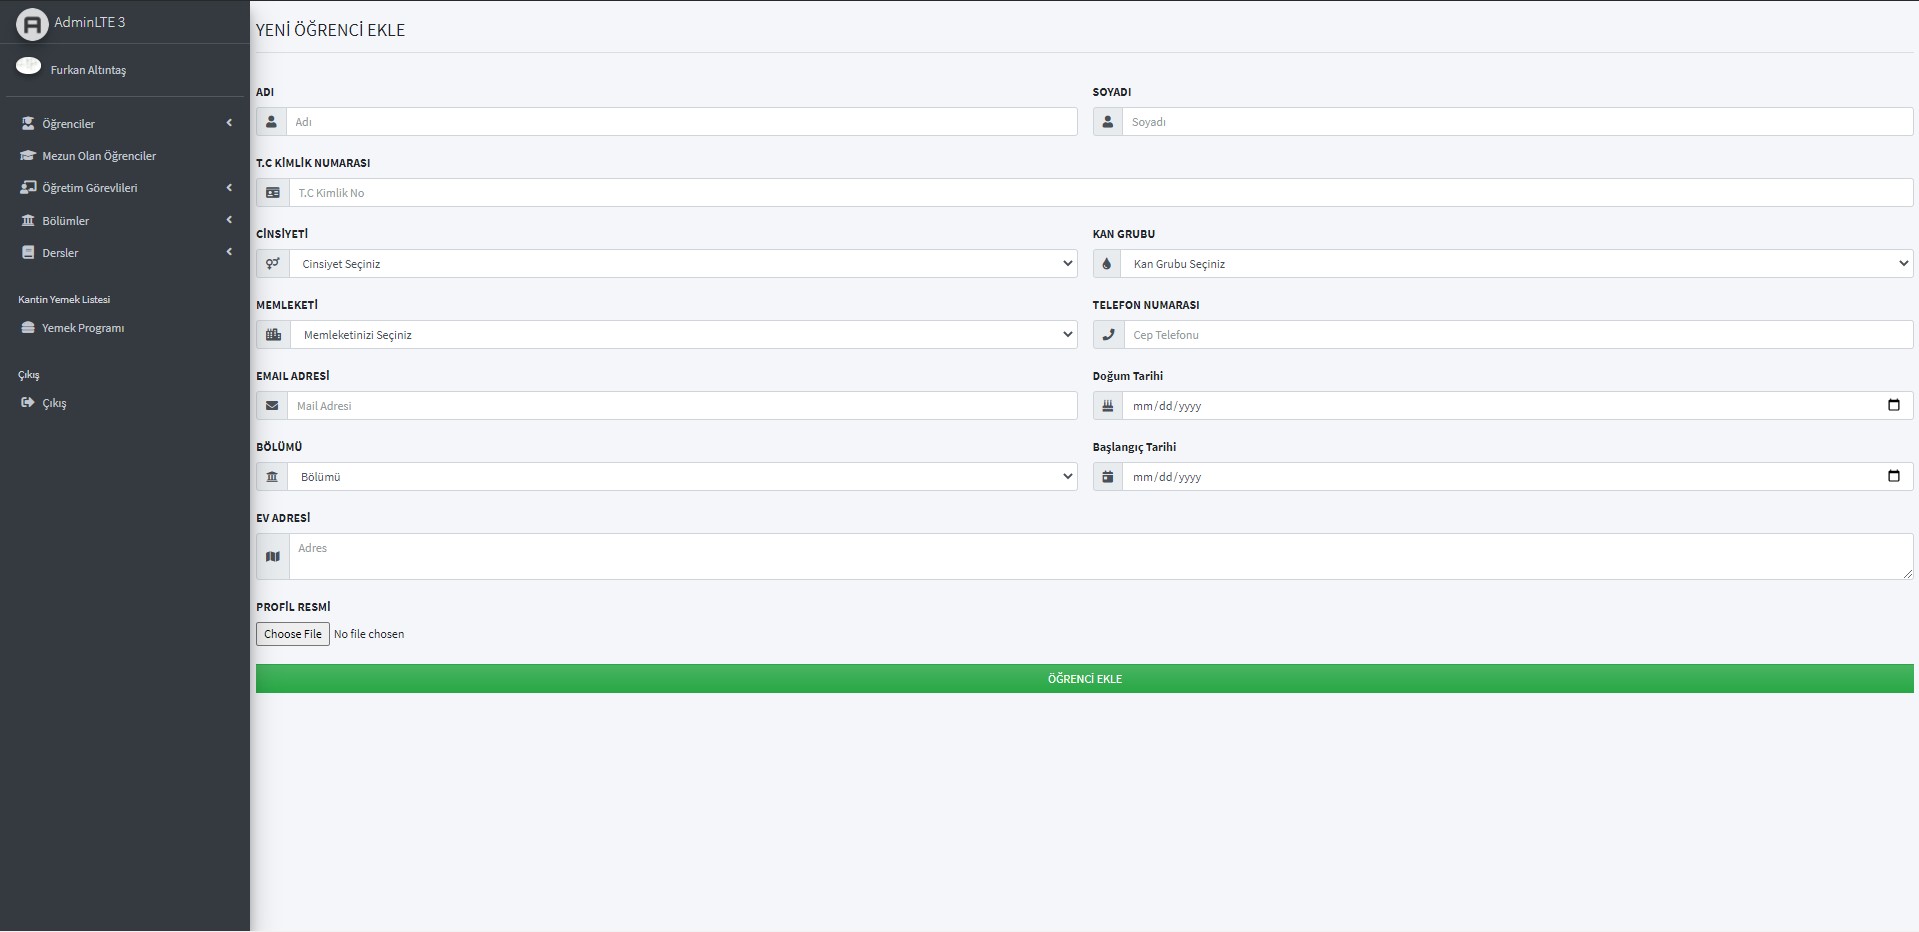 AdminLTE 3
Furkan Altıntaş
Öğrenciler
Mezun Olan Öğrenciler
Öğretim Görevlileri
Bölümler
Dersler
Kantin Yemek Listesi
Yemek Programı
Çıkış
Çıkış
YENİ ÖĞRENCİ EKLE
ADI
SOYADI
Adı
Soyadı
T.C KİMLİK NUMARASI
T.C Kimlik No
CİNSİYETİ
KAN GRUBU
Cinsiyet Seçiniz
Kan Grubu Seçiniz
MEMLEKETİ
TELEFON NUMARASI
Memleketinizi Seçiniz
Cep Telefonu
EMAIL ADRESİ
Doğum Tarihi
Mail Adresi
mm/dd/yyyy
BÖLÜMÜ
Başlangıç Tarihi
Bölümü
mm/dd/yyyy
EV ADRESİ
Adres
PROFİL RESMİ
Choose File No file chosen
ÖĞRENCİ EKLE